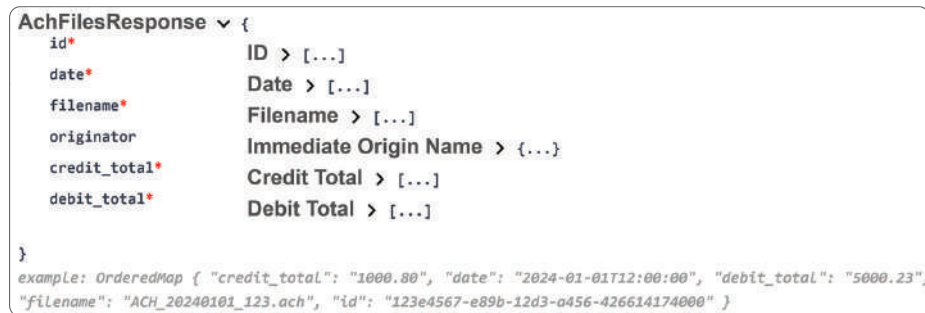 AchFilesResponse {
id* ID > [...]
date* Date > [...]
filename* Filename > [...]
originator Immediate Origin Name > {...}
credit_total* Credit Total > [...]
debit_total* Debit Total > [...]
}
example: OrderedMap { "credit_total": "1000.80", "date": "2024-01-01T12:00:00", "debit_total": "5000.23",
"filename": "ACH_20240101_123.ach", "id": "123e4567-e89b-12d3-a456-426614174000" }